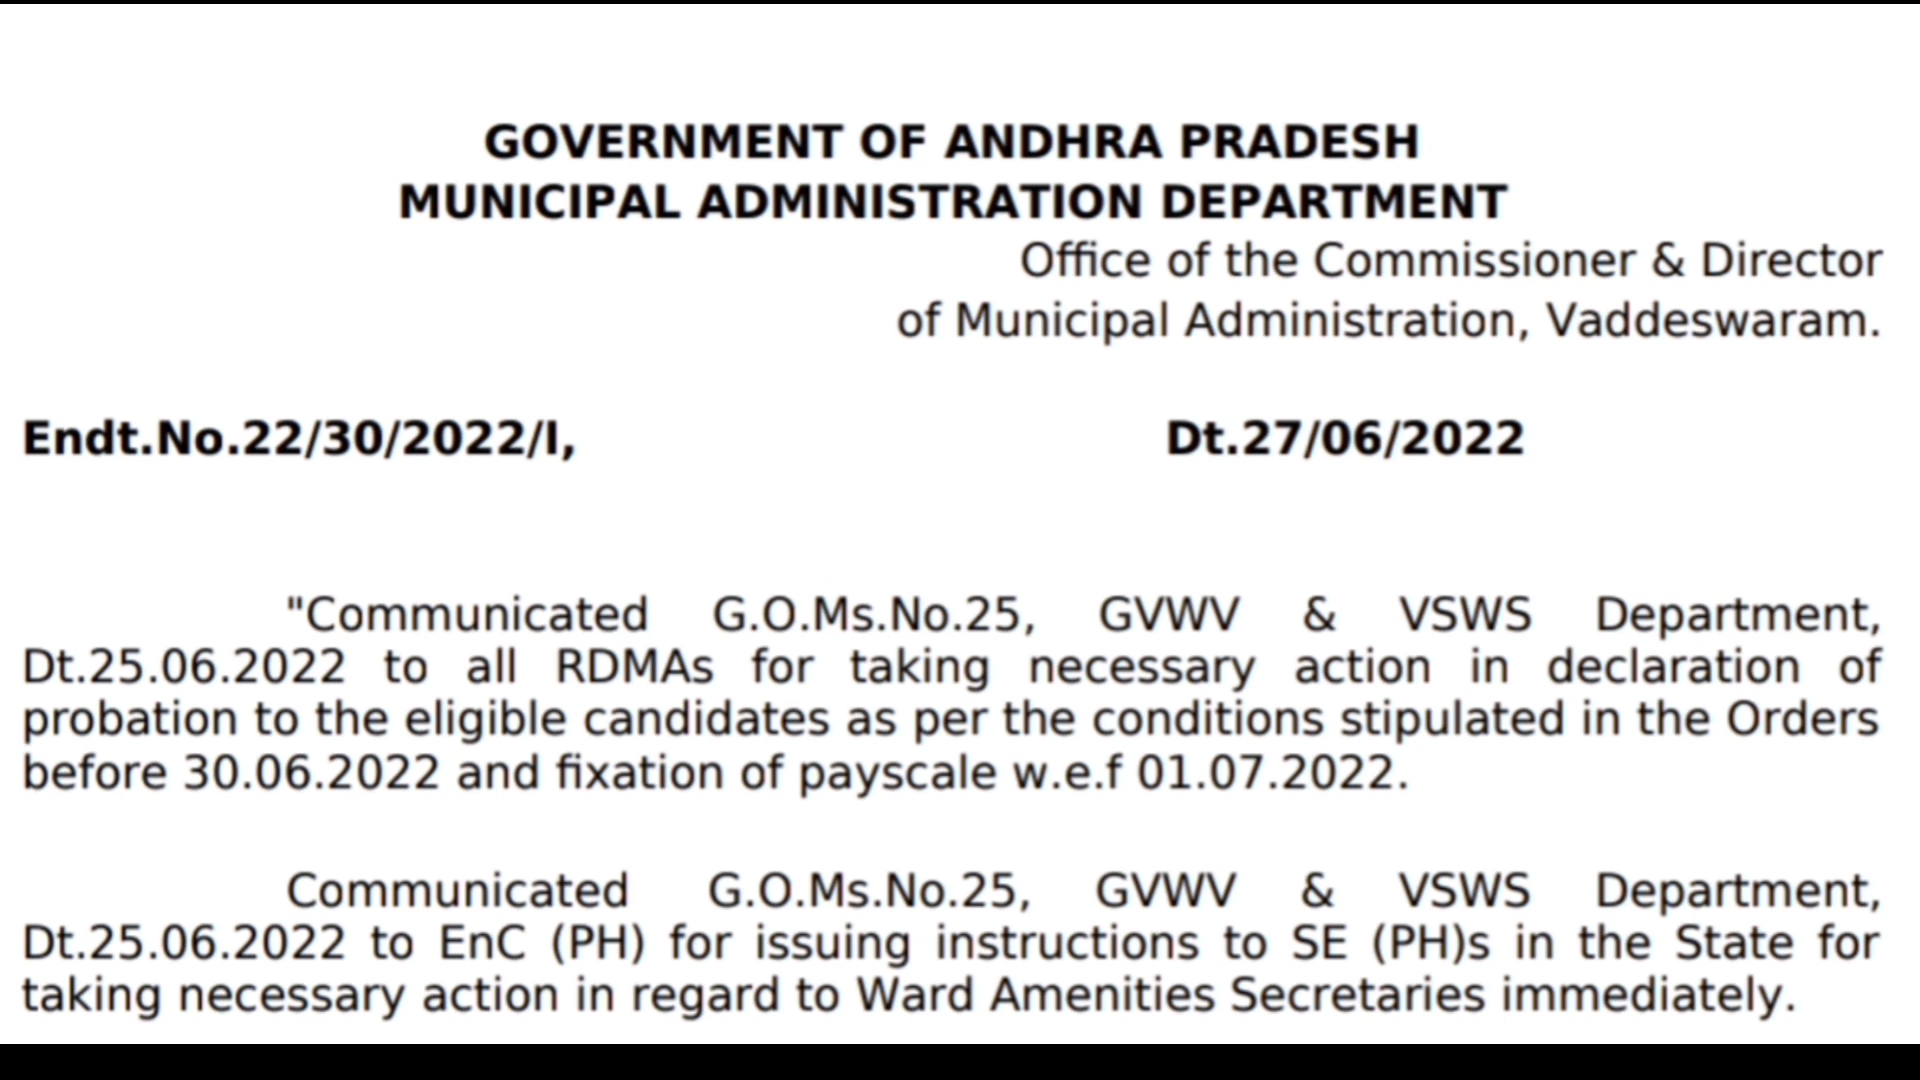 GOVERNMENT OF ANDHRA PRADESH
MUNICIPAL ADMINISTRATION DEPARTMENT
Office of the Commissioner & Director
of Municipal Administration, Vaddeswaram.
Endt.No.22/30/2022/I, Dt.27/06/2022
"Communicated G.O.Ms.No.25, GVWV & VSWS Department,
Dt.25.06.2022 to all RDMAs for taking necessary action in declaration of
probation to the eligible candidates as per the conditions stipulated in the Orders
before 30.06.2022 and fixation of payscale w.e.f 01.07.2022.
Communicated G.O.Ms.No.25, GVWV & VSWS Department,
Dt.25.06.2022 to EnC (PH) for issuing instructions to SE (PH)s in the State for
taking necessary action in regard to Ward Amenities Secretaries immediately.